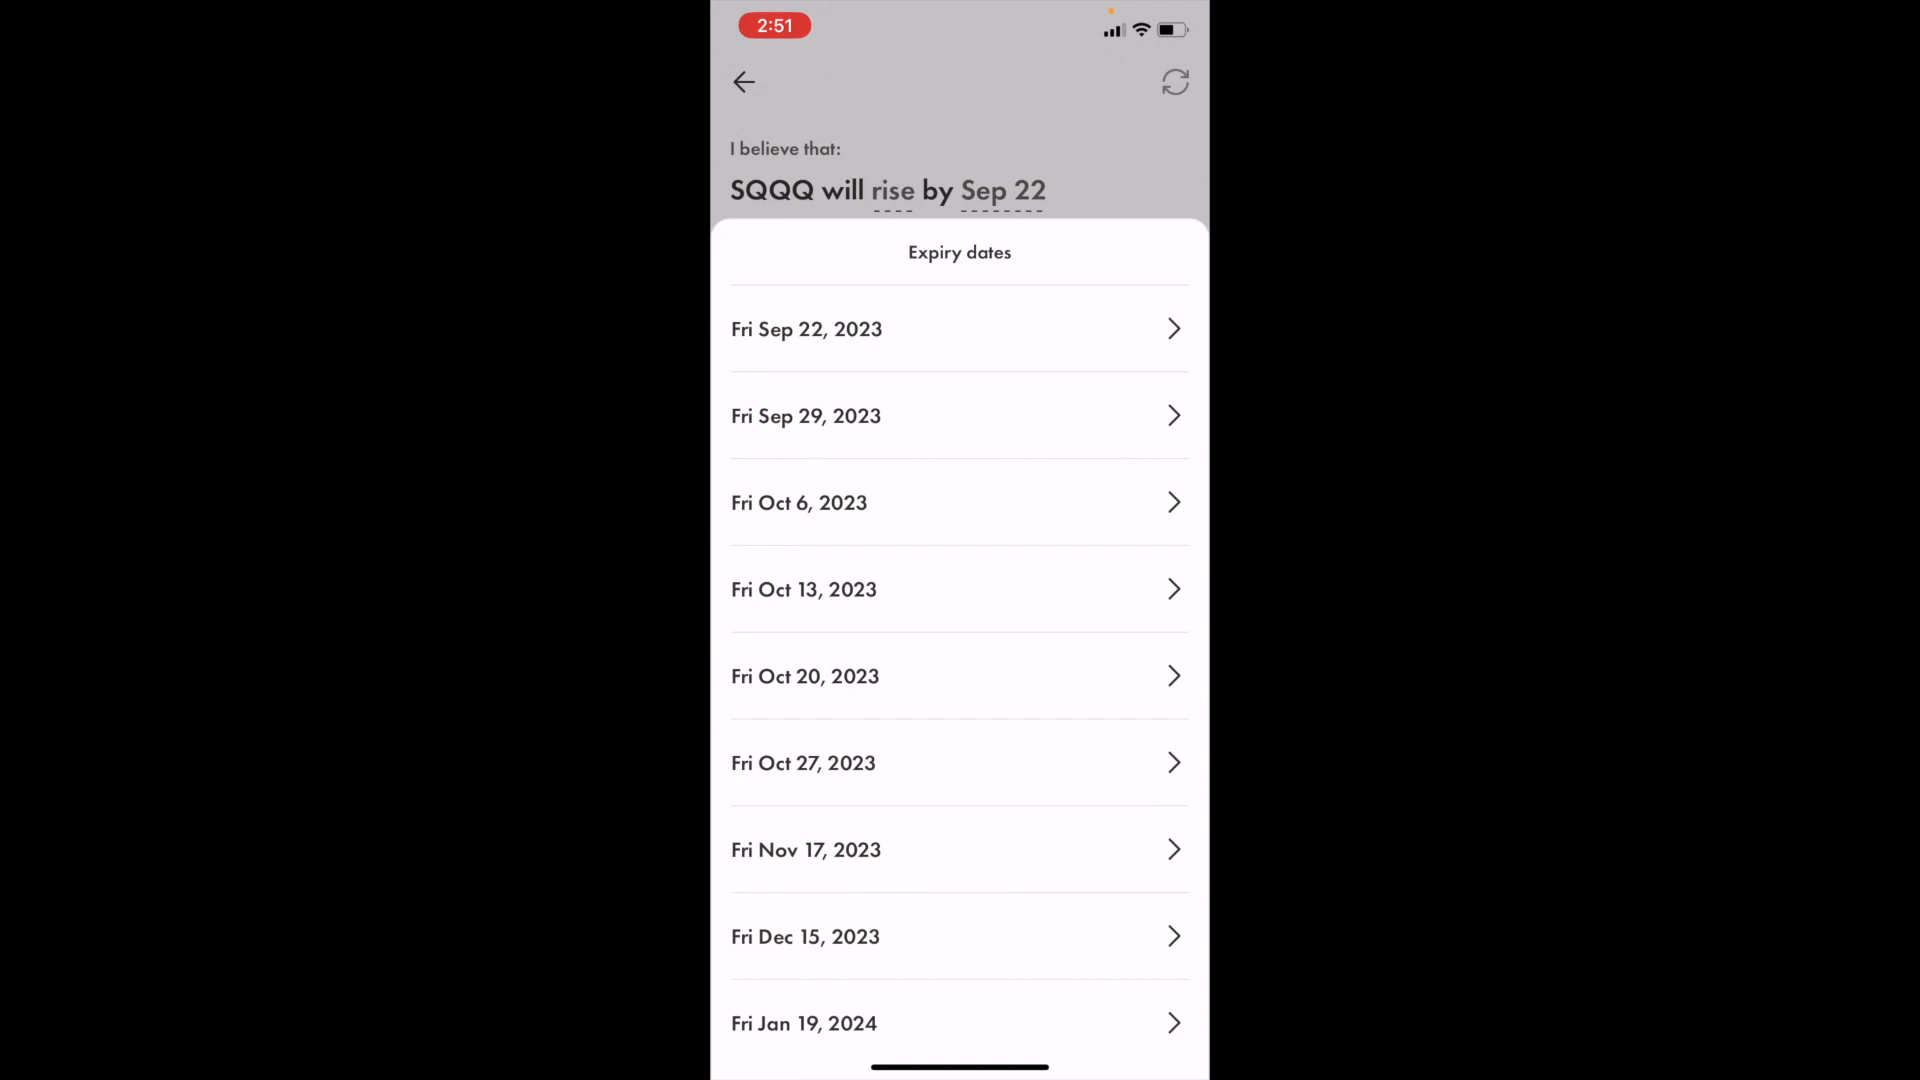 2:51
I believe that:
SQQQ will rise by Sep 22
Expiry dates
Fri Sep 22, 2023
Fri Sep 29, 2023
Fri Oct 6, 2023
Fri Oct 13, 2023
Fri Oct 20, 2023
Fri Oct 27, 2023
Fri Nov 17, 2023
Fri Dec 15, 2023
Fri Jan 19, 2024